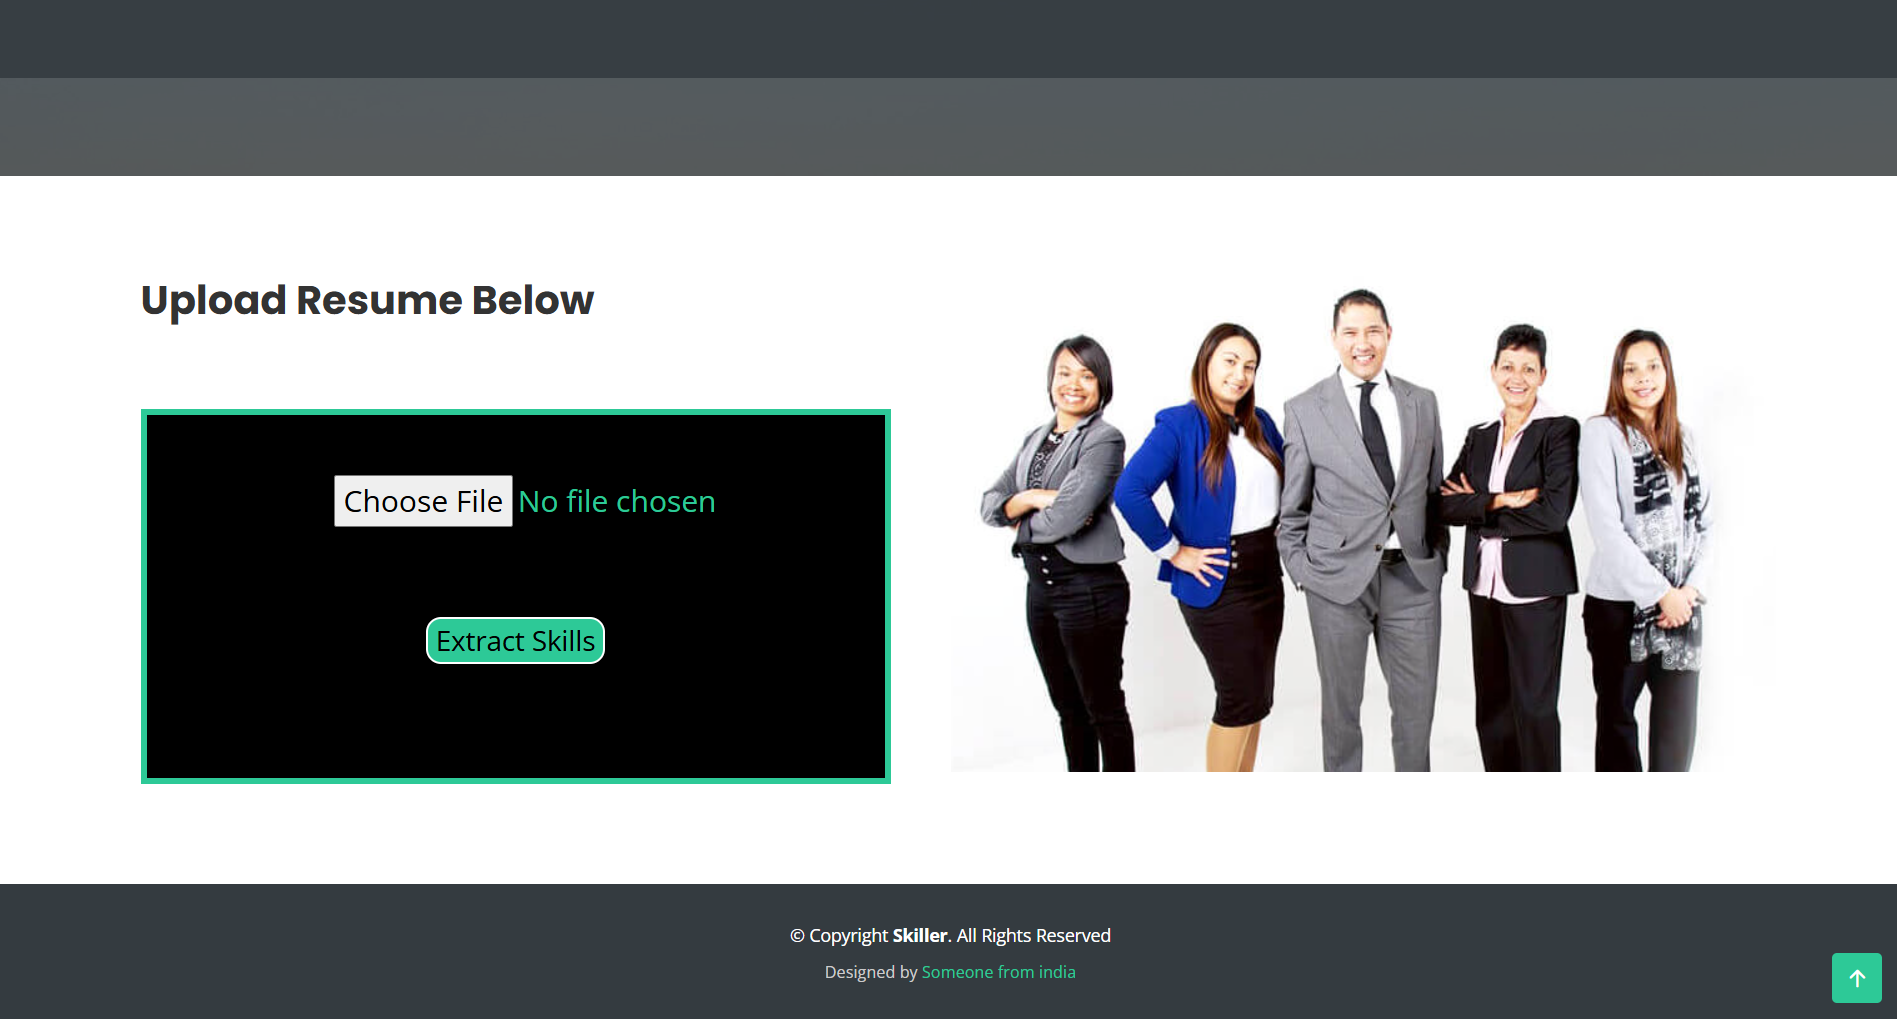 Upload Resume Below
Choose File No file chosen
Extract Skills
© Copyright Skiller. All Rights Reserved
Designed by Someone from india